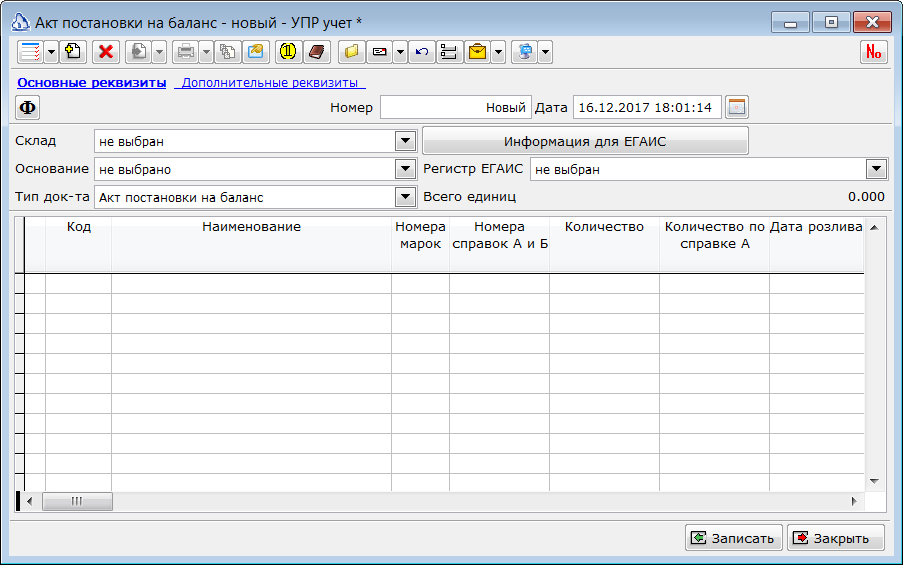 Акт постановки на баланс - новый - УПР учет *
No
Основные реквизиты Дополнительные реквизиты
Ф Номер Новый Дата 16.12.2017 18:01:14
Склад не выбран Информация для ЕГАИС
Основание не выбрано Регистр ЕГАИС не выбран
Тип док-та Акт постановки на баланс Всего единиц 0.000
Код Наименование Номера Номера Количество Количество по Дата розлива
марок справок А и Б справке А
Записать Закрыть